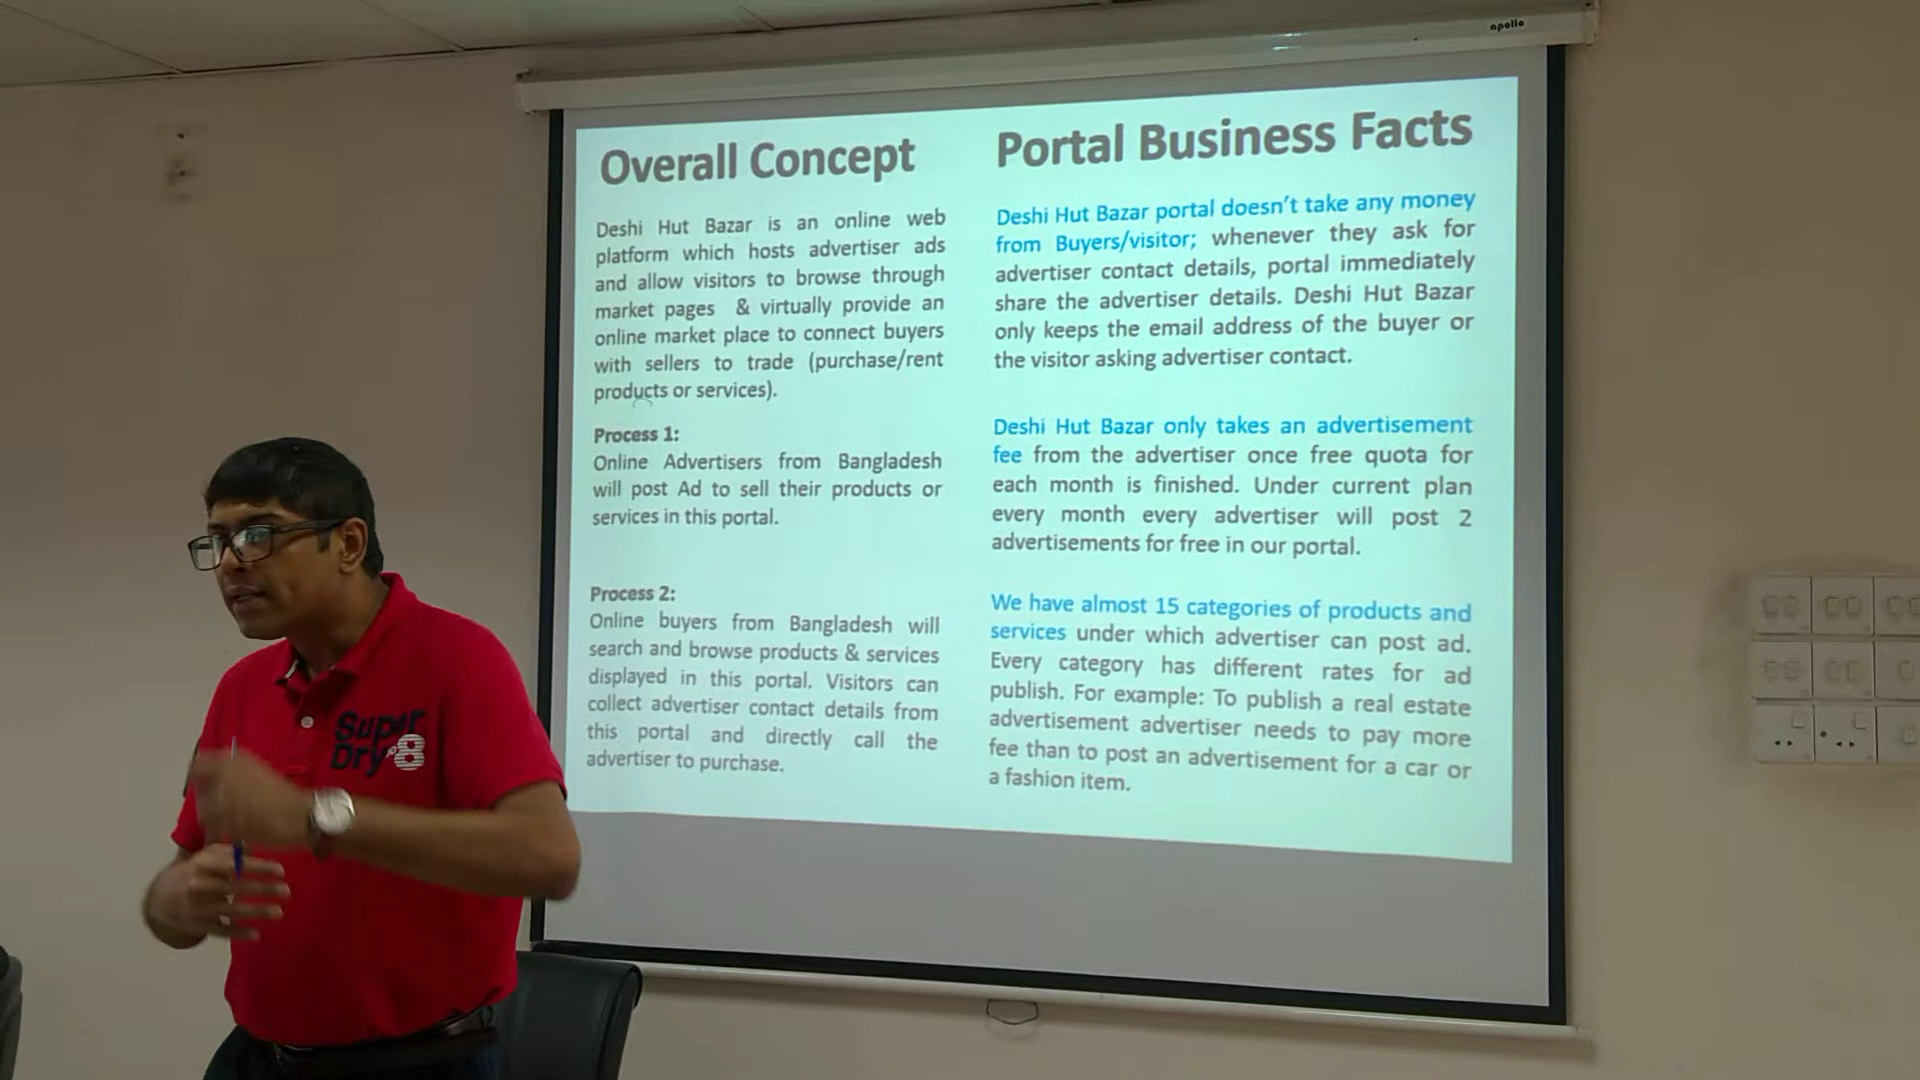 apollo
Overall Concept
Deshi Hut Bazar is an online web
platform which hosts advertiser ads
and allow visitors to browse through
market pages & virtually provide an
online market place to connect buyers
with sellers to trade (purchase/rent
products or services).
Process 1:
Online Advertisers from Bangladesh
will post Ad to sell their products or
services in this portal.
Process 2:
Online buyers from Bangladesh will
search and browse products & services
displayed in this portal. Visitors can
collect advertiser contact details from
this portal and directly call the
advertiser to purchase.
Portal Business Facts
Deshi Hut Bazar portal doesn't take any money
from Buyers/visitor; whenever they ask for
advertiser contact details, portal immediately
share the advertiser details. Deshi Hut Bazar
only keeps the email address of the buyer or
the visitor asking advertiser contact.
Deshi Hut Bazar only takes an advertisement
fee from the advertiser once free quota for
each month is finished. Under current plan
every month every advertiser will post 2
advertisements for free in our portal.
We have almost 15 categories of products and
services under which advertiser can post ad.
Every category has different rates for ad
publish. For example: To publish a real estate
advertisement advertiser needs to pay more
fee than to post an advertisement for a car or
a fashion item.
Super
Dry 8